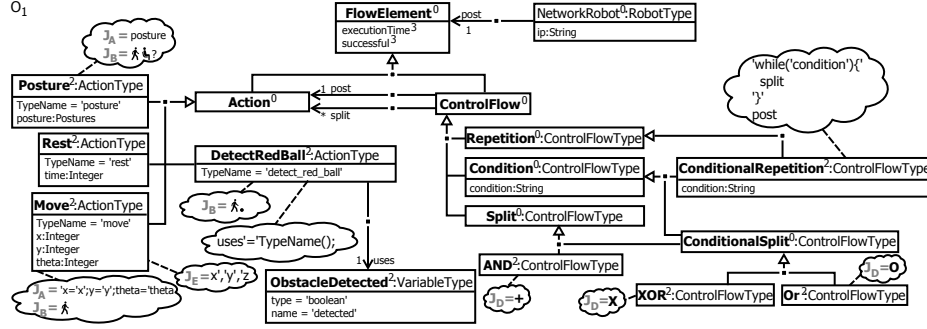 O1
FlowElement0
executionTime3
successful3
post
1
NetworkRobot0:RobotType
ip:String
JA = posture
JB = ?
'while('condition'){'
split
'}'
post
Posture2:ActionType
TypeName = 'posture'
posture:Postures
Action0
1 post
* split
ControlFlow0
Rest2:ActionType
TypeName = 'rest'
time:Integer
DetectRedBall2:ActionType
TypeName = 'detect_red_ball'
Repetition0:ControlFlowType
Condition0:ControlFlowType
condition:String
ConditionalRepetition2:ControlFlowType
condition:String
Move2:ActionType
TypeName = 'move'
x:Integer
y:Integer
theta:Integer
JB =
uses'='TypeName();
Split0:ControlFlowType
ConditionalSplit0:ControlFlowType
JE = x','y','z
1 uses
AND2:ControlFlowType
JD = O
JA = 'x='x';y='y';theta='theta
JB =
ObstacleDetected2:VariableType
type = 'boolean'
name = 'detected'
JD = +
JD = X
XOR2:ControlFlowType
Or2:ControlFlowType